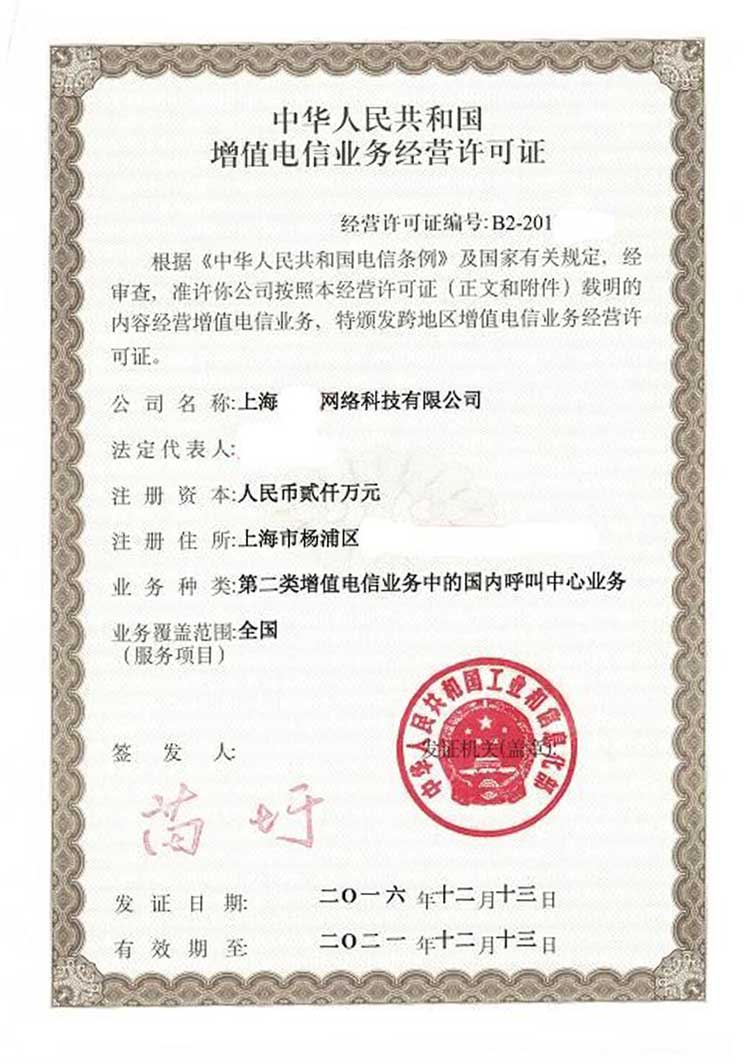 中华人民共和国
增值电信业务经营许可证
经营许可证编号:B2-201
根据《中华人民共和国电信条例》及国家有关规定，经
审查，准许你公司按照本经营许可证（正文和附件）载明的
内容经营增值电信业务，特颁发跨地区增值电信业务经营许
可证。
公司名称:上海 网络科技有限公司
法定代表人:
注册资本:人民币贰仟万元
注册住所:上海市杨浦区
业务种类:第二类增值电信业务中的国内呼叫中心业务
业务覆盖范围:全国
（服务项目）
中华人民共和国工业和信息化部
签发人:
发证机关(盖章):
苗圩
发证日期: 二〇一六年十二月十三日
有效期至: 二〇二一年十二月十三日